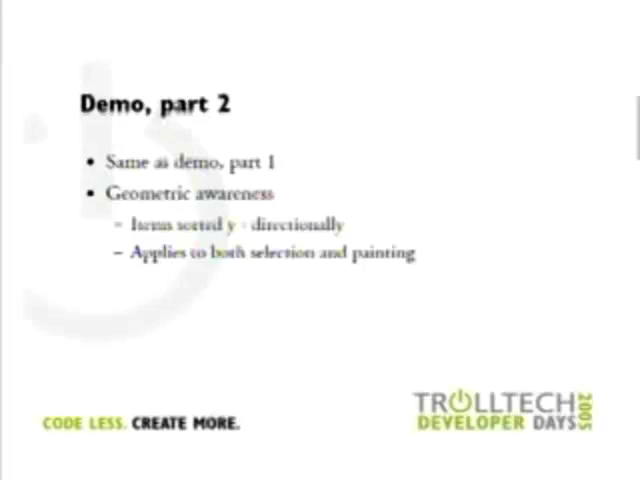 Demo, part 2
• Same as demo, part 1
• Geometric awareness
– Items sorted y - directionally
– Applies to both selection and painting
CODE LESS. CREATE MORE.
TROLLTECH
DEVELOPER DAYS
2005